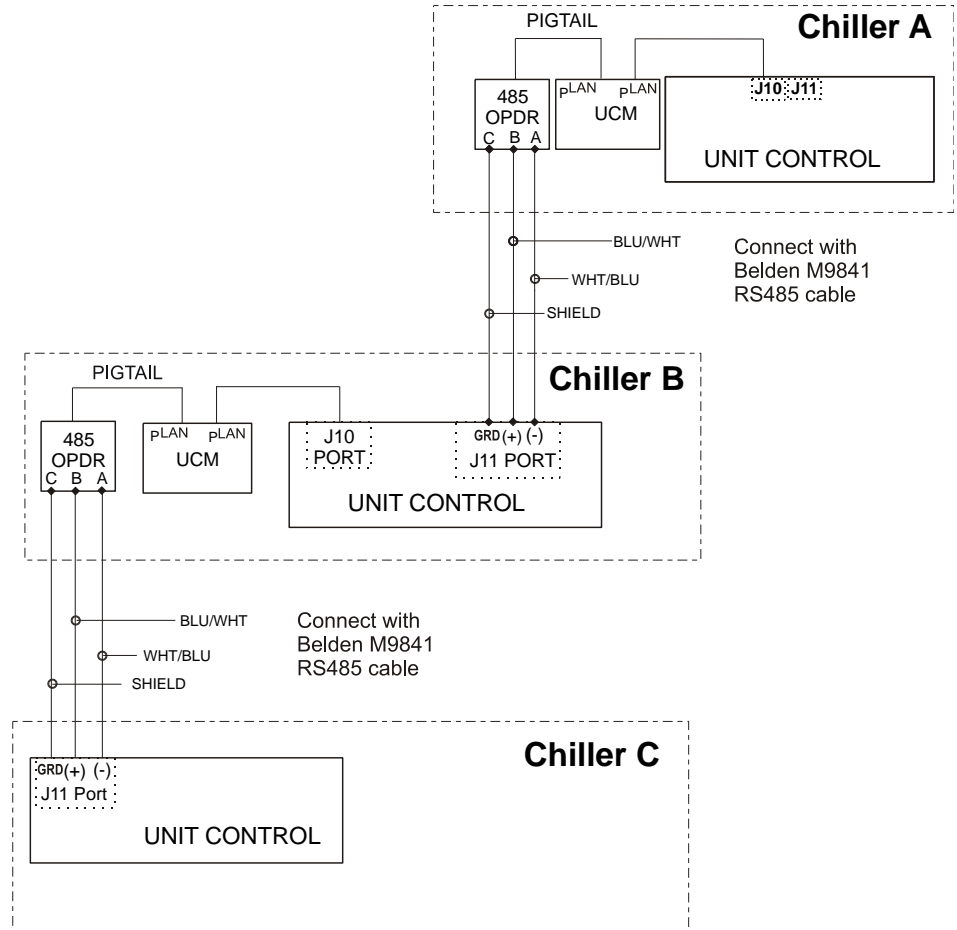 Chiller A
PIGTAIL
485
OPDR
C B A
pLAN pLAN
UCM
J10 J11
UNIT CONTROL
BLU/WHT
WHT/BLU
SHIELD
Connect with
Belden M9841
RS485 cable
Chiller B
PIGTAIL
485
OPDR
C B A
pLAN pLAN
UCM
J10
PORT
GRD (+) (-)
J11 PORT
UNIT CONTROL
BLU/WHT
WHT/BLU
SHIELD
Connect with
Belden M9841
RS485 cable
Chiller C
GRD (+) (-)
J11 Port
UNIT CONTROL